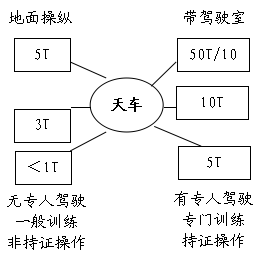 地面操纵
带驾驶室
5T
50T/10
天车
10T
3T
<1T
5T
无专人驾驶
一般训练
非持证操作
有专人驾驶
专门训练
持证操作